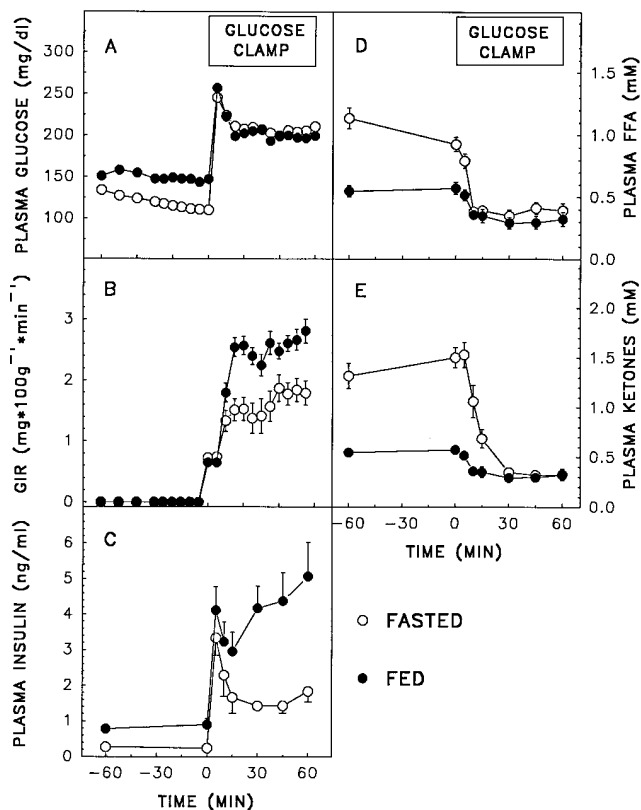 A
GLUCOSE
CLAMP
PLASMA GLUCOSE (mg/dl)
300
250
200
150
100
D
GLUCOSE
CLAMP
PLASMA FFA (mM)
1.5
1.0
0.5
0.0
B
GIR (mg*100g⁻¹*min⁻¹)
3
2
1
0
E
PLASMA KETONES (mM)
2.0
1.5
1.0
0.5
0.0
-60 -30 0 30 60
TIME (MIN)
C
PLASMA INSULIN (ng/ml)
6
5
4
3
2
1
0
-60 -30 0 30 60
TIME (MIN)
FASTED
FED